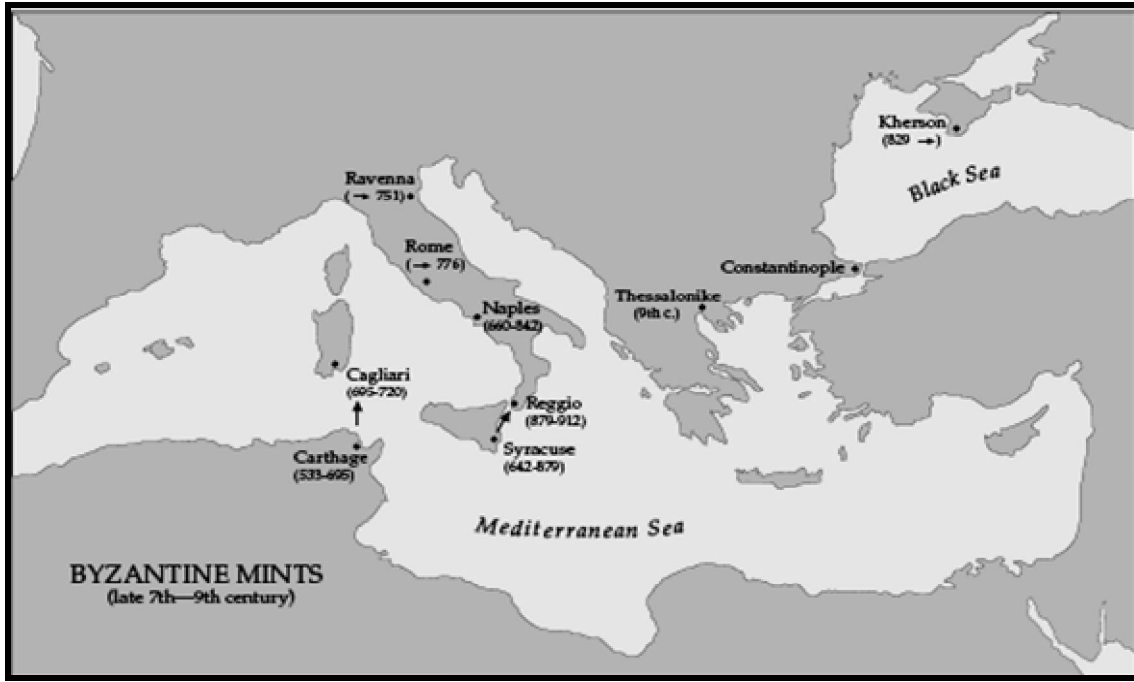 Kherson
(829 →)
Black Sea
Ravenna
(→ 751)
Rome
(→ 776)
Constantinople
Thessalonike
(9th c.)
Naples
(660-842)
Cagliari
(695-720)
Reggio
(879-912)
Carthage
(533-695)
Syracuse
(642-879)
Mediterranean Sea
BYZANTINE MINTS
(late 7th—9th century)